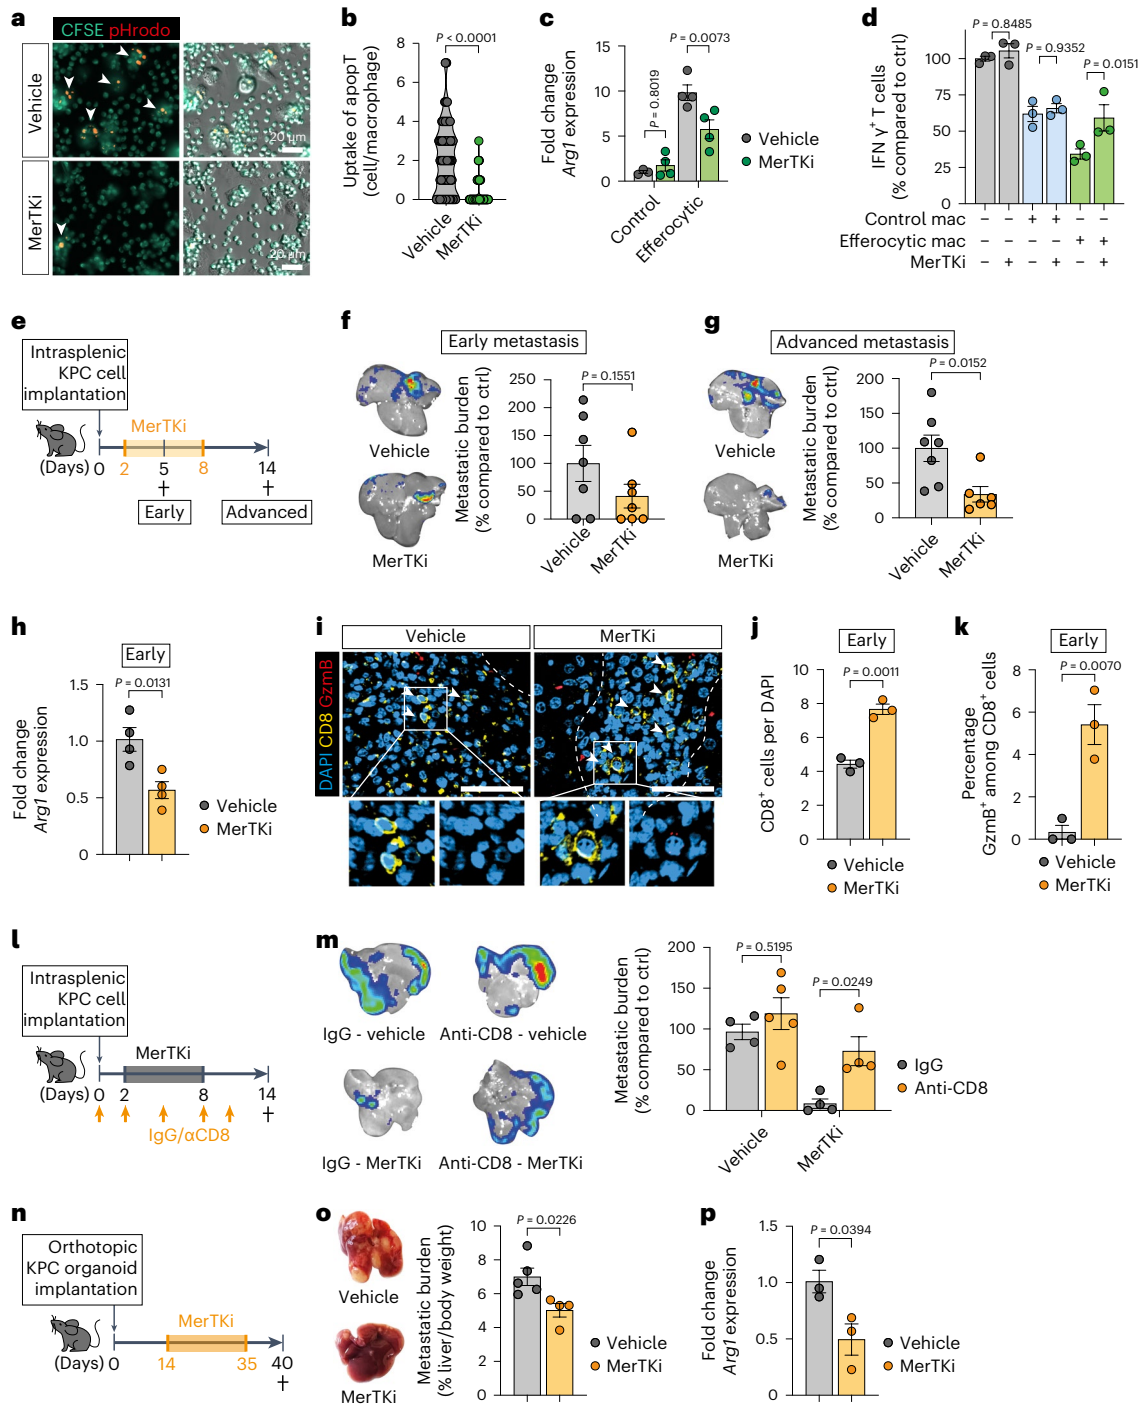 a
CFSE pHrodo
Vehicle
MerTKi
20 µm
20 µm
b
P < 0.0001
Uptake of apopT
(cell/macrophage)
8
6
4
2
0
Vehicle
MerTKi
c
P = 0.0073
P = 0.8019
Fold change
Arg1 expression
15
10
5
0
Control
Efferocytic
Vehicle
MerTKi
d
P = 0.8485
P = 0.9352
P = 0.0151
IFN γ+ T cells
(% compared to ctrl)
100
75
50
25
0
Control mac – – + + – –
Efferocytic mac – – – – + +
MerTKi – + – + – +
e
Intrasplenic
KPC cell
implantation
MerTKi
(Days) 0 2 5 8 14
Early
Advanced
f
Early metastasis
Vehicle
MerTKi
P = 0.1551
Metastatic burden
(% compared to ctrl)
250
200
150
100
50
0
Vehicle
MerTKi
g
Advanced metastasis
Vehicle
MerTKi
P = 0.0152
Metastatic burden
(% compared to ctrl)
200
150
100
50
0
Vehicle
MerTKi
h
Early
P = 0.0131
Fold change
Arg1 expression
1.5
1.0
0.5
0
Vehicle
MerTKi
i
Vehicle
MerTKi
DAPI CD8 GzmB
j
Early
P = 0.0011
CD8+ cells per DAPI
10
8
6
4
2
0
Vehicle
MerTKi
k
Early
P = 0.0070
Percentage
GzmB+ among CD8+ cells
8
6
4
2
0
Vehicle
MerTKi
l
Intrasplenic
KPC cell
implantation
MerTKi
(Days) 0 2 8 14
IgG/αCD8
m
IgG - vehicle
Anti-CD8 - vehicle
IgG - MerTKi
Anti-CD8 - MerTKi
P = 0.5195
P = 0.0249
Metastatic burden
(% compared to ctrl)
200
150
100
50
0
Vehicle
MerTKi
IgG
Anti-CD8
n
Orthotopic
KPC organoid
implantation
MerTKi
(Days) 0 14 35 40
o
Vehicle
MerTKi
P = 0.0226
Metastatic burden
(% liver/body weight)
10
8
6
4
2
0
Vehicle
MerTKi
p
P = 0.0394
Fold change
Arg1 expression
1.5
1.0
0.5
0
Vehicle
MerTKi